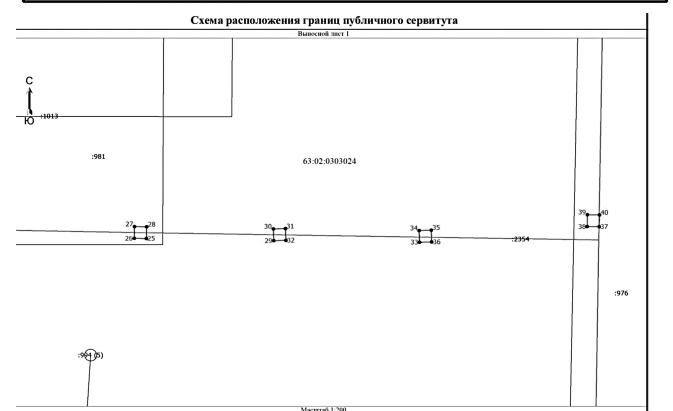 Схема расположения границ публичного сервитута
Выносной лист 1
С
Ю
:1013
:981
63:02:0303024
39 40
27 28
30 31
34 35
38 37
26 25
29 32
33 36
:2354
:976
:994 (5)
Масштаб 1:200